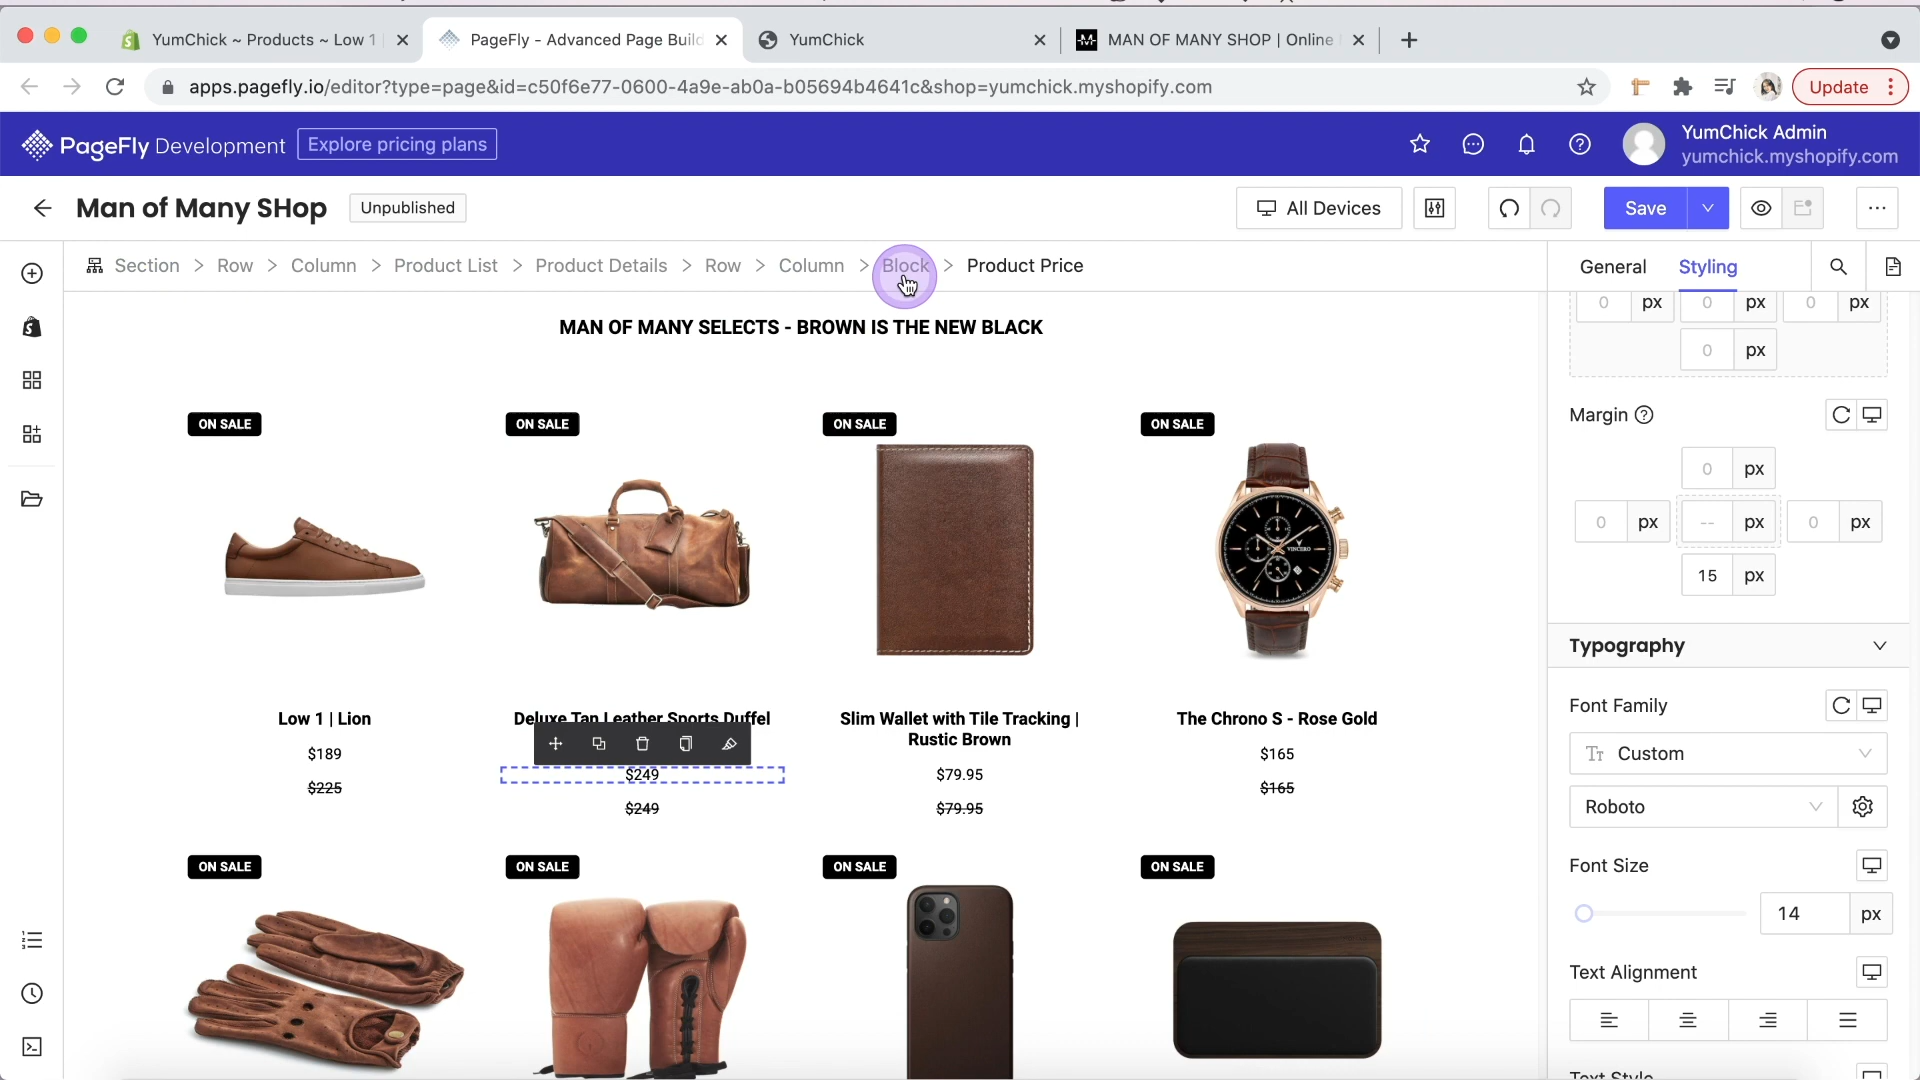 YumChick ~ Products ~ Low 1
PageFly - Advanced Page Build
YumChick
MAN OF MANY SHOP | Online
apps.pagefly.io/editor?type=page&id=c50f6e77-0600-4a9e-ab0a-b05694b4641c&shop=yumchick.myshopify.com
Update
PageFly Development
Explore pricing plans
YumChick Admin
yumchick.myshopify.com
Man of Many SHop
Unpublished
All Devices
Save
Section > Row > Column > Product List > Product Details > Row > Column > Block > Product Price
General
Styling
MAN OF MANY SELECTS - BROWN IS THE NEW BLACK
ON SALE
ON SALE
ON SALE
ON SALE
VINCERO
Low 1 | Lion
$189
$225
Deluxe Tan Leather Sports Duffel
$249
$249
Slim Wallet with Tile Tracking |
Rustic Brown
$79.95
$79.95
The Chrono S - Rose Gold
$165
$165
ON SALE
ON SALE
ON SALE
ON SALE
0 px 0 px 0 px
0 px
Margin
0 px
0 px -- px 0 px
15 px
Typography
Font Family
Custom
Roboto
Font Size
14 px
Text Alignment
Text Style